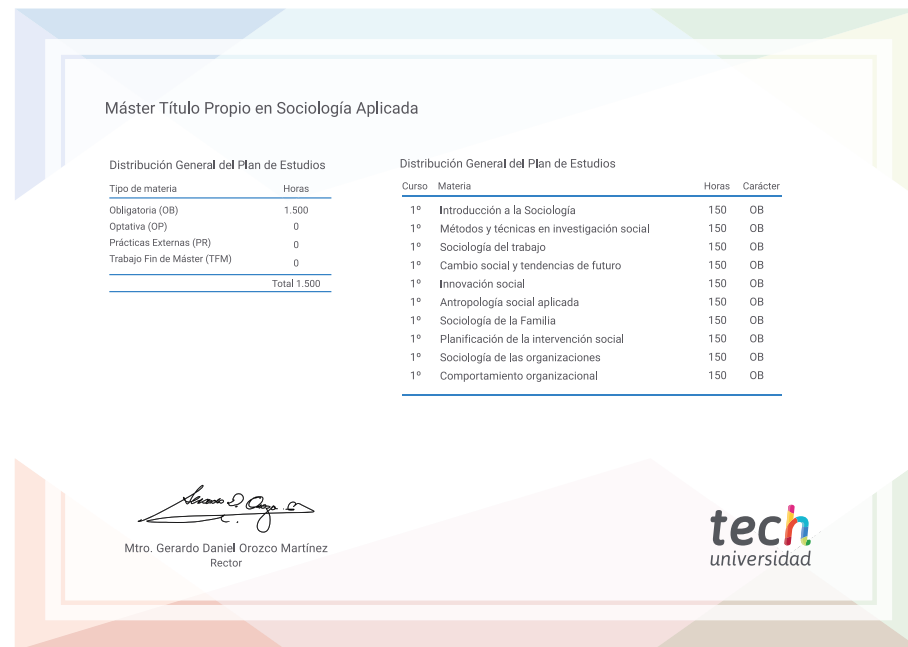 Máster Título Propio en Sociología Aplicada
Distribución General del Plan de Estudios
Tipo de materia Horas
Obligatoria (OB) 1.500
Optativa (OP) 0
Prácticas Externas (PR) 0
Trabajo Fin de Máster (TFM) 0
Total 1.500
Distribución General del Plan de Estudios
Curso Materia Horas Carácter
1º Introducción a la Sociología 150 OB
1º Métodos y técnicas en investigación social 150 OB
1º Sociología del trabajo 150 OB
1º Cambio social y tendencias de futuro 150 OB
1º Innovación social 150 OB
1º Antropología social aplicada 150 OB
1º Sociología de la Família 150 OB
1º Planificación de la intervención social 150 OB
1º Sociología de las organizaciones 150 OB
1º Comportamiento organizacional 150 OB
Mtro. Gerardo Daniel Orozco Martínez
Rector
tech
universidad